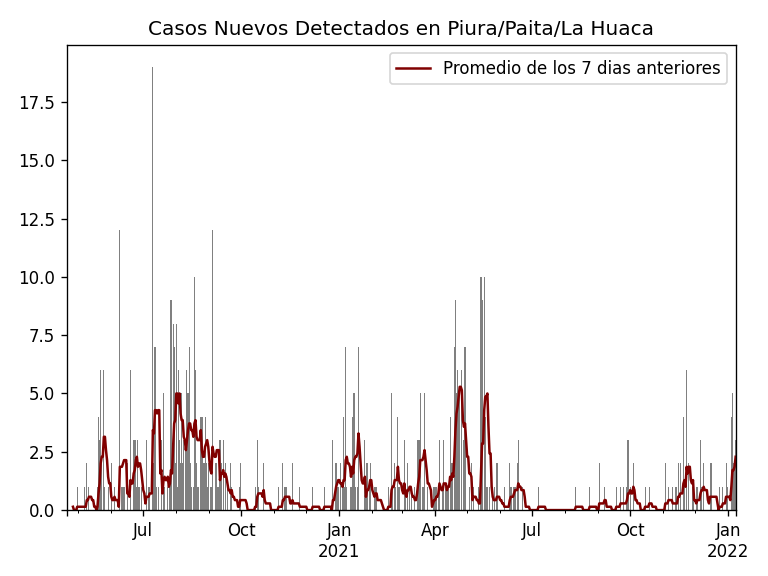 Casos Nuevos Detectados en Piura/Paita/La Huaca
Promedio de los 7 dias anteriores
17.5
15.0
12.5
10.0
7.5
5.0
2.5
0.0
Jul
Oct
Jan
2021
Apr
Jul
Oct
Jan
2022